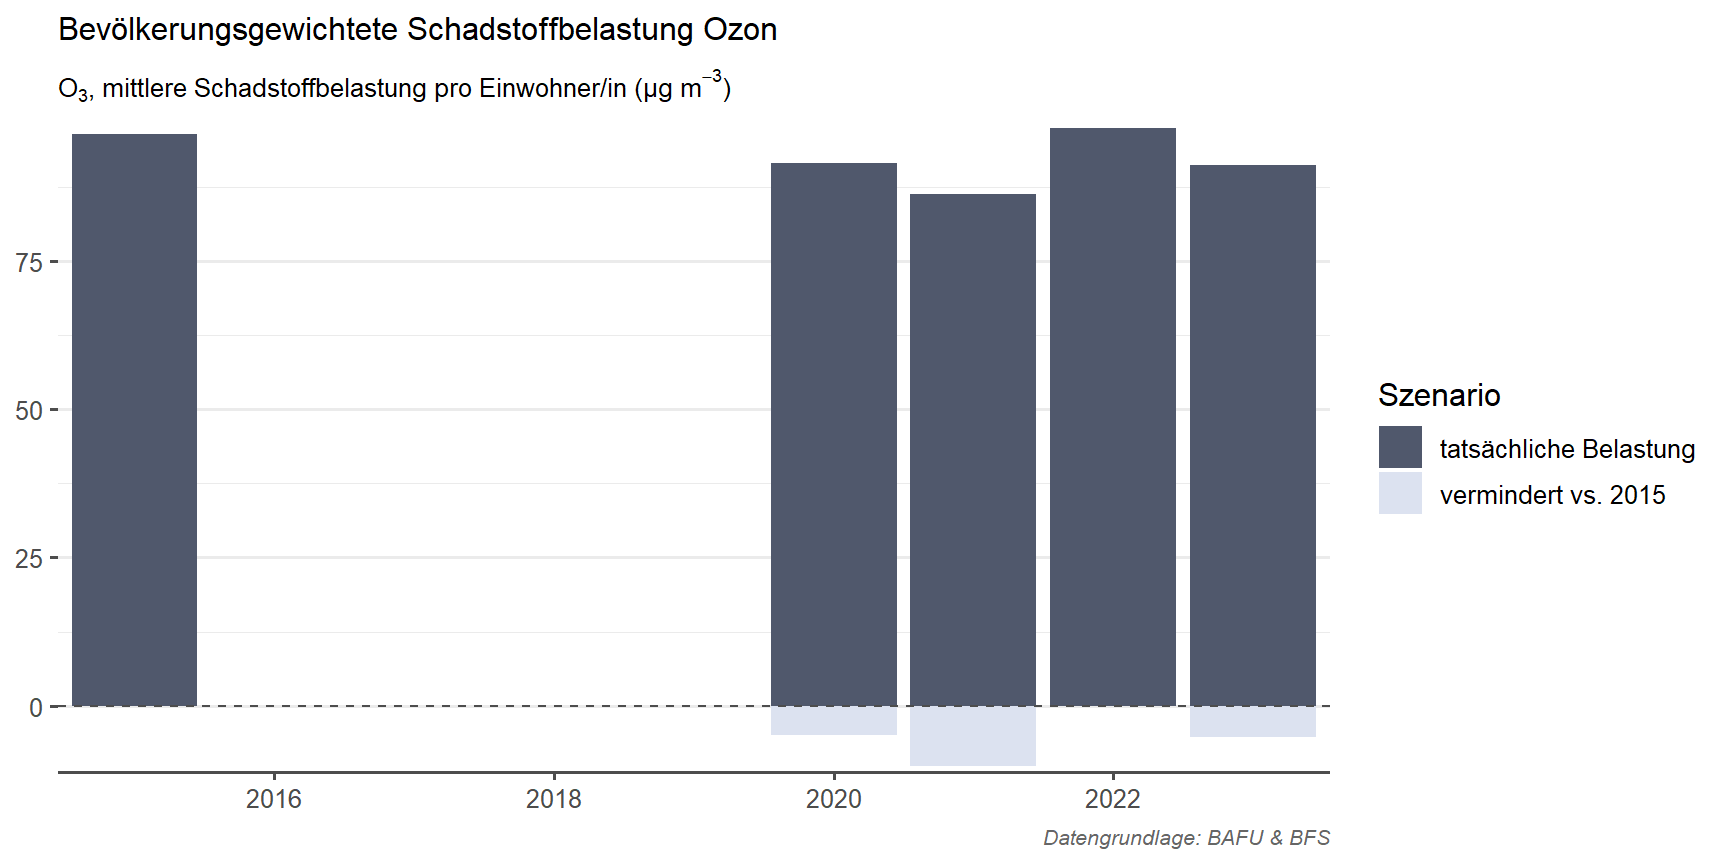 Bevölkerungsgewichtete Schadstoffbelastung Ozon
O₃, mittlere Schadstoffbelastung pro Einwohner/in (µg m⁻³)
75
50
25
0
2016 2018 2020 2022
Szenario
tatsächliche Belastung
vermindert vs. 2015
Datengrundlage: BAFU & BFS